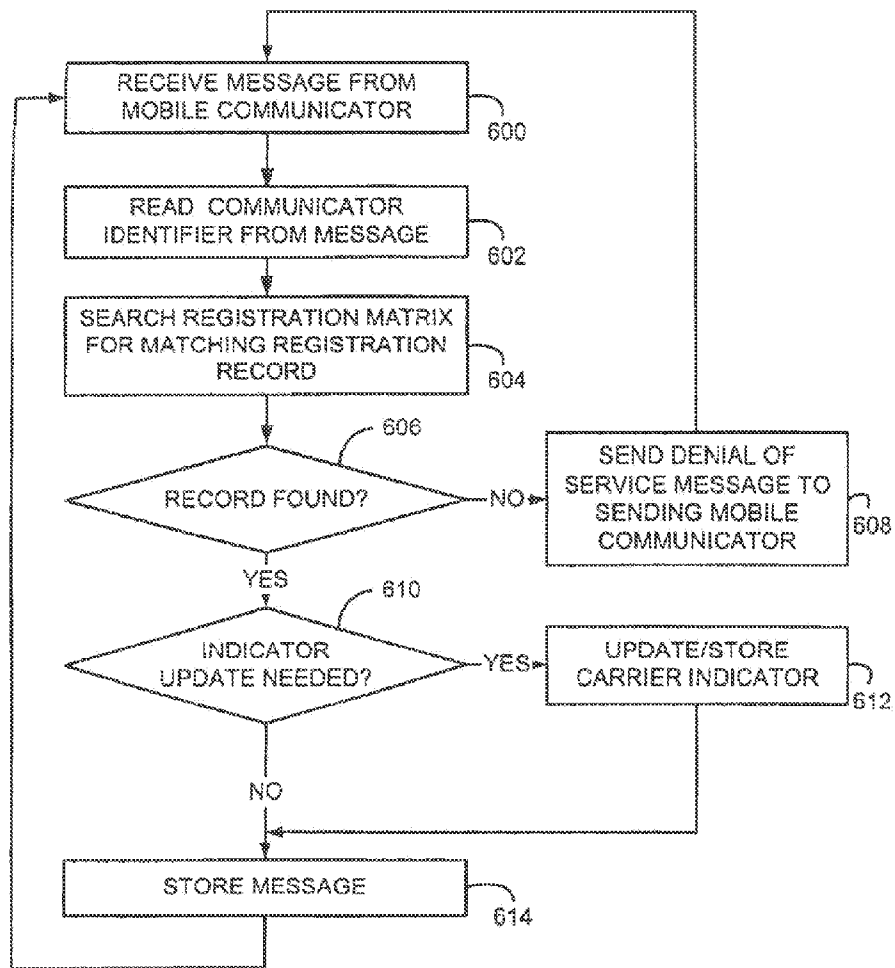 RECEIVE MESSAGE FROM
MOBILE COMMUNICATOR
600
READ COMMUNICATOR
IDENTIFIER FROM MESSAGE
602
SEARCH REGISTRATION MATRIX
FOR MATCHING REGISTRATION
RECORD
604
606
RECORD FOUND?
NO
SEND DENIAL OF
SERVICE MESSAGE TO
SENDING MOBILE
COMMUNICATOR
608
YES
610
INDICATOR
UPDATE NEEDED?
YES
UPDATE/STORE
CARRIER INDICATOR
612
NO
STORE MESSAGE
614